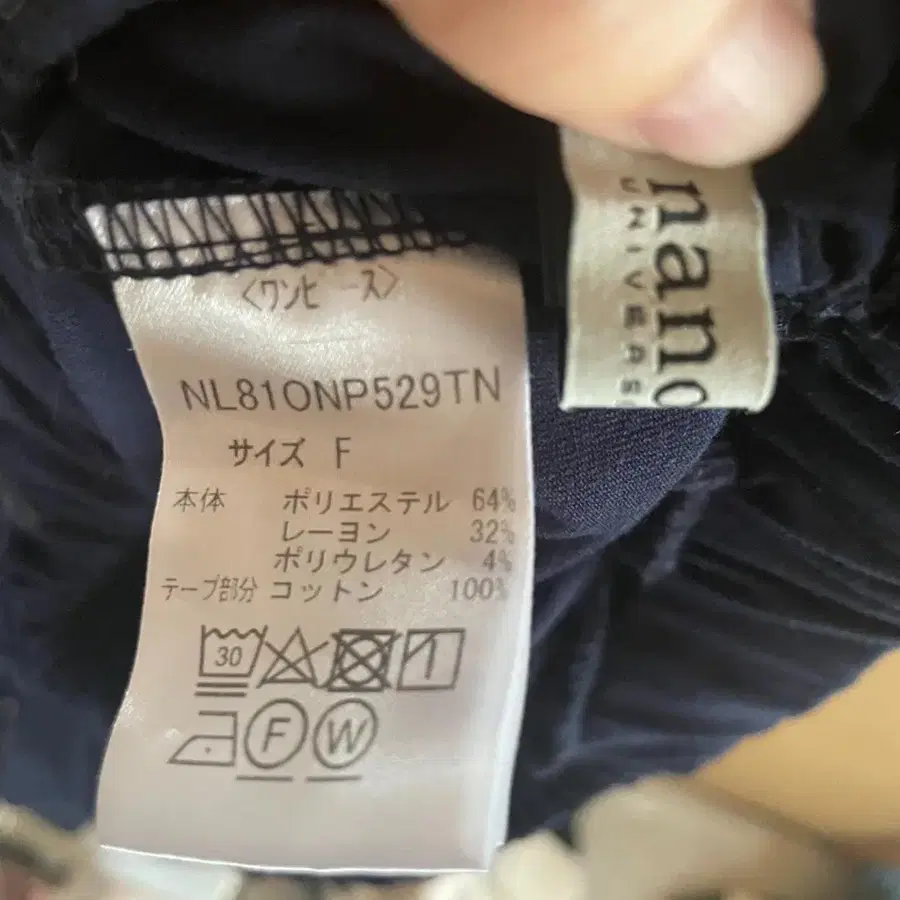 <ワンピース>
NL810NP529TN
サイズ F
本体 ポリエステル 64%
レーヨン 32%
ポリウレタン 4%
テープ部分 コットン 100%
30
F W
nano
UNIVERS